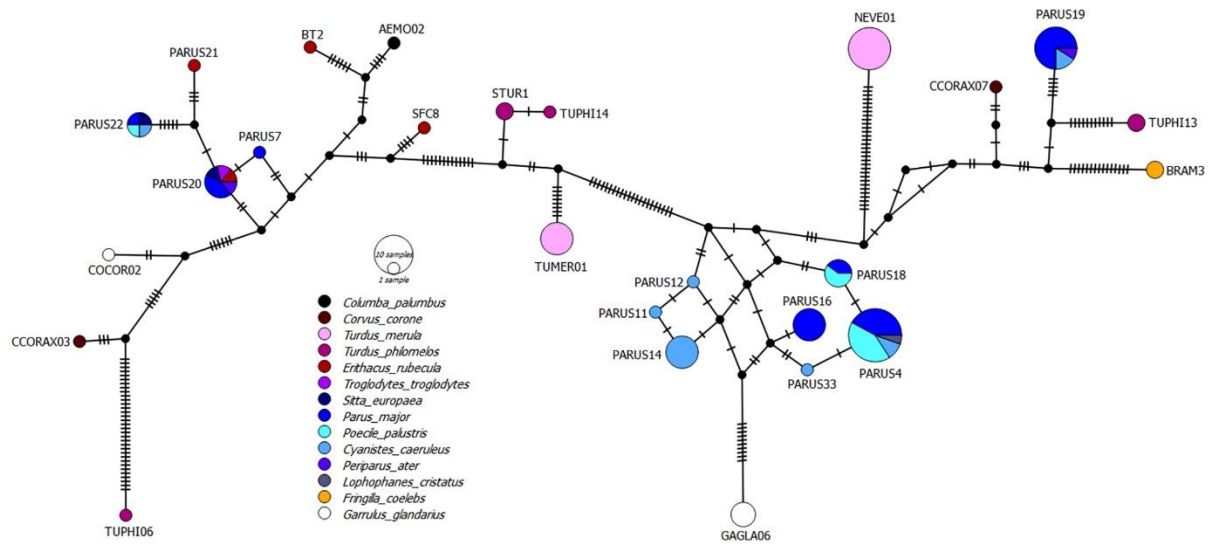 NEVE01
PARUS19
BT2
AEMO02
PARUS21
CCORAX07
STUR1
TUPHI14
SFC8
PARUS22
PARUS7
TUPHI13
BRAM3
PARUS20
TUMER01
COCOR02
10 samples
1 sample
PARUS18
PARUS12
PARUS16
PARUS11
CCORAX03
PARUS14
PARUS4
PARUS33
Columba_palumbus
Corvus_corone
Turdus_merula
Turdus_philomelos
Erithacus_rubecula
Troglodytes_troglodytes
Sitta_europaea
Parus_major
Poecile_palustris
Cyanistes_caeruleus
Periparus_ater
Lophophanes_cristatus
Fringilla_coelebs
Garrulus_glandarius
TUPHI06
GAGLA06